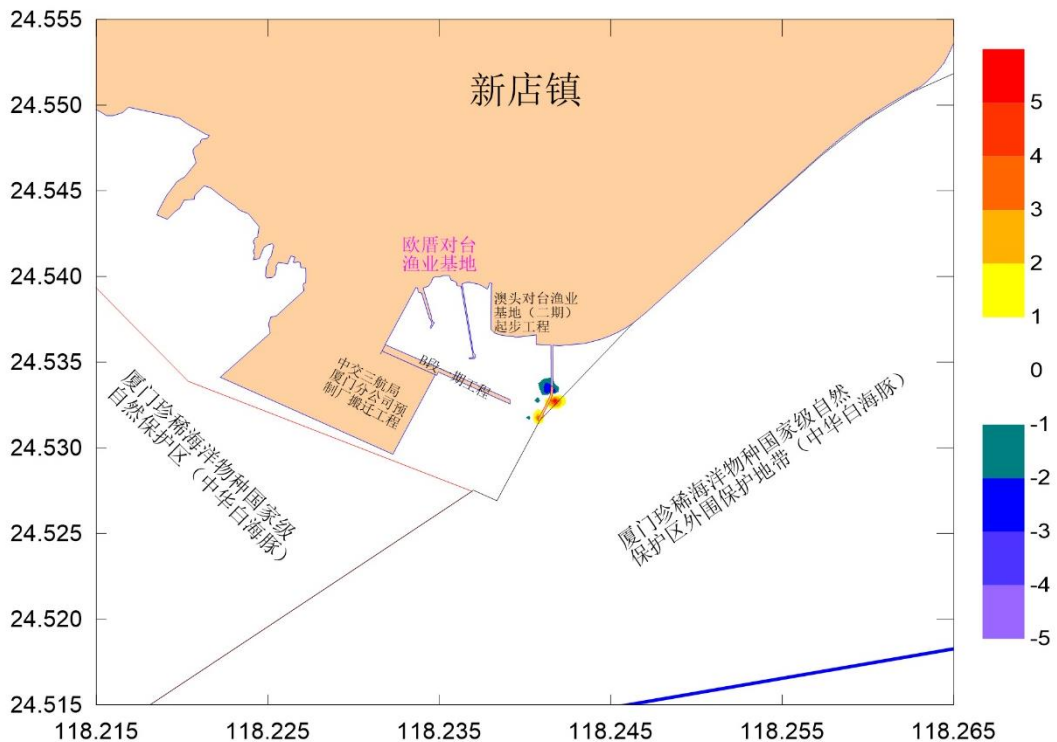 24.555
24.550
24.545
24.540
24.535
24.530
24.525
24.520
24.515
118.215
118.225
118.235
118.245
118.255
118.265
新店镇
欧厝对台
渔业基地
澳头对台渔业
基地（二期）
起步工程
B段一期工程
中交三航局
厦门分公司预
制厂搬迁工程
厦门珍稀海洋物种国家级
自然保护区（中华白海豚）
厦门珍稀海洋物种国家级自然
保护区外围保护地带（中华白海豚）
5
4
3
2
1
0
-1
-2
-3
-4
-5